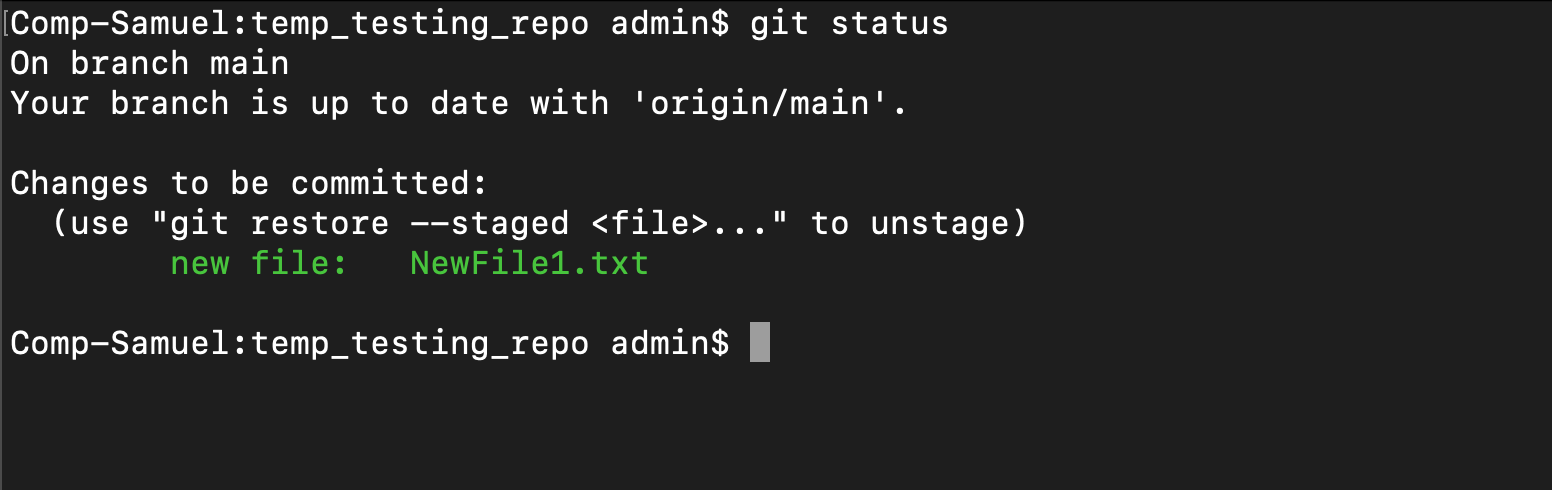 [Comp-Samuel:temp_testing_repo admin$ git status
On branch main
Your branch is up to date with 'origin/main'.
Changes to be committed:
  (use "git restore --staged <file>..." to unstage)
        new file:   NewFile1.txt
Comp-Samuel:temp_testing_repo admin$